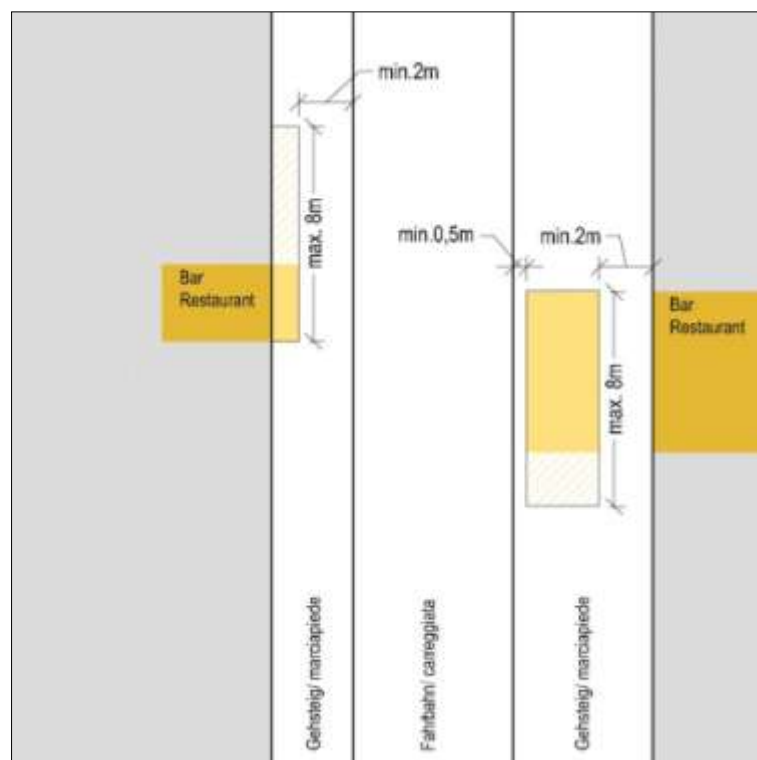 min.2m
max. 8m
min.0,5m
min.2m
Bar
Restaurant
Bar
Restaurant
max. 8m
Gehsteig/ marciapiede
Fahrbahn/ carreggiata
Gehsteig/ marciapiede